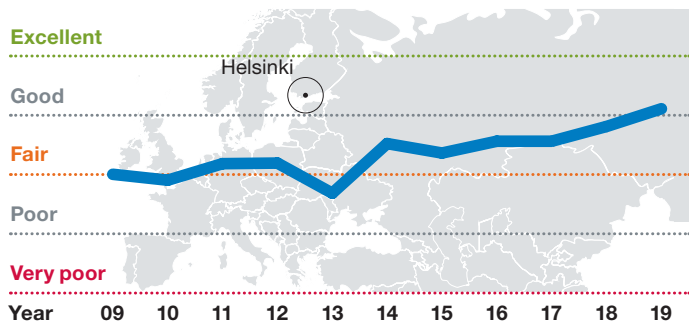 Excellent
Helsinki
Good
Fair
Poor
Very poor
Year 09 10 11 12 13 14 15 16 17 18 19